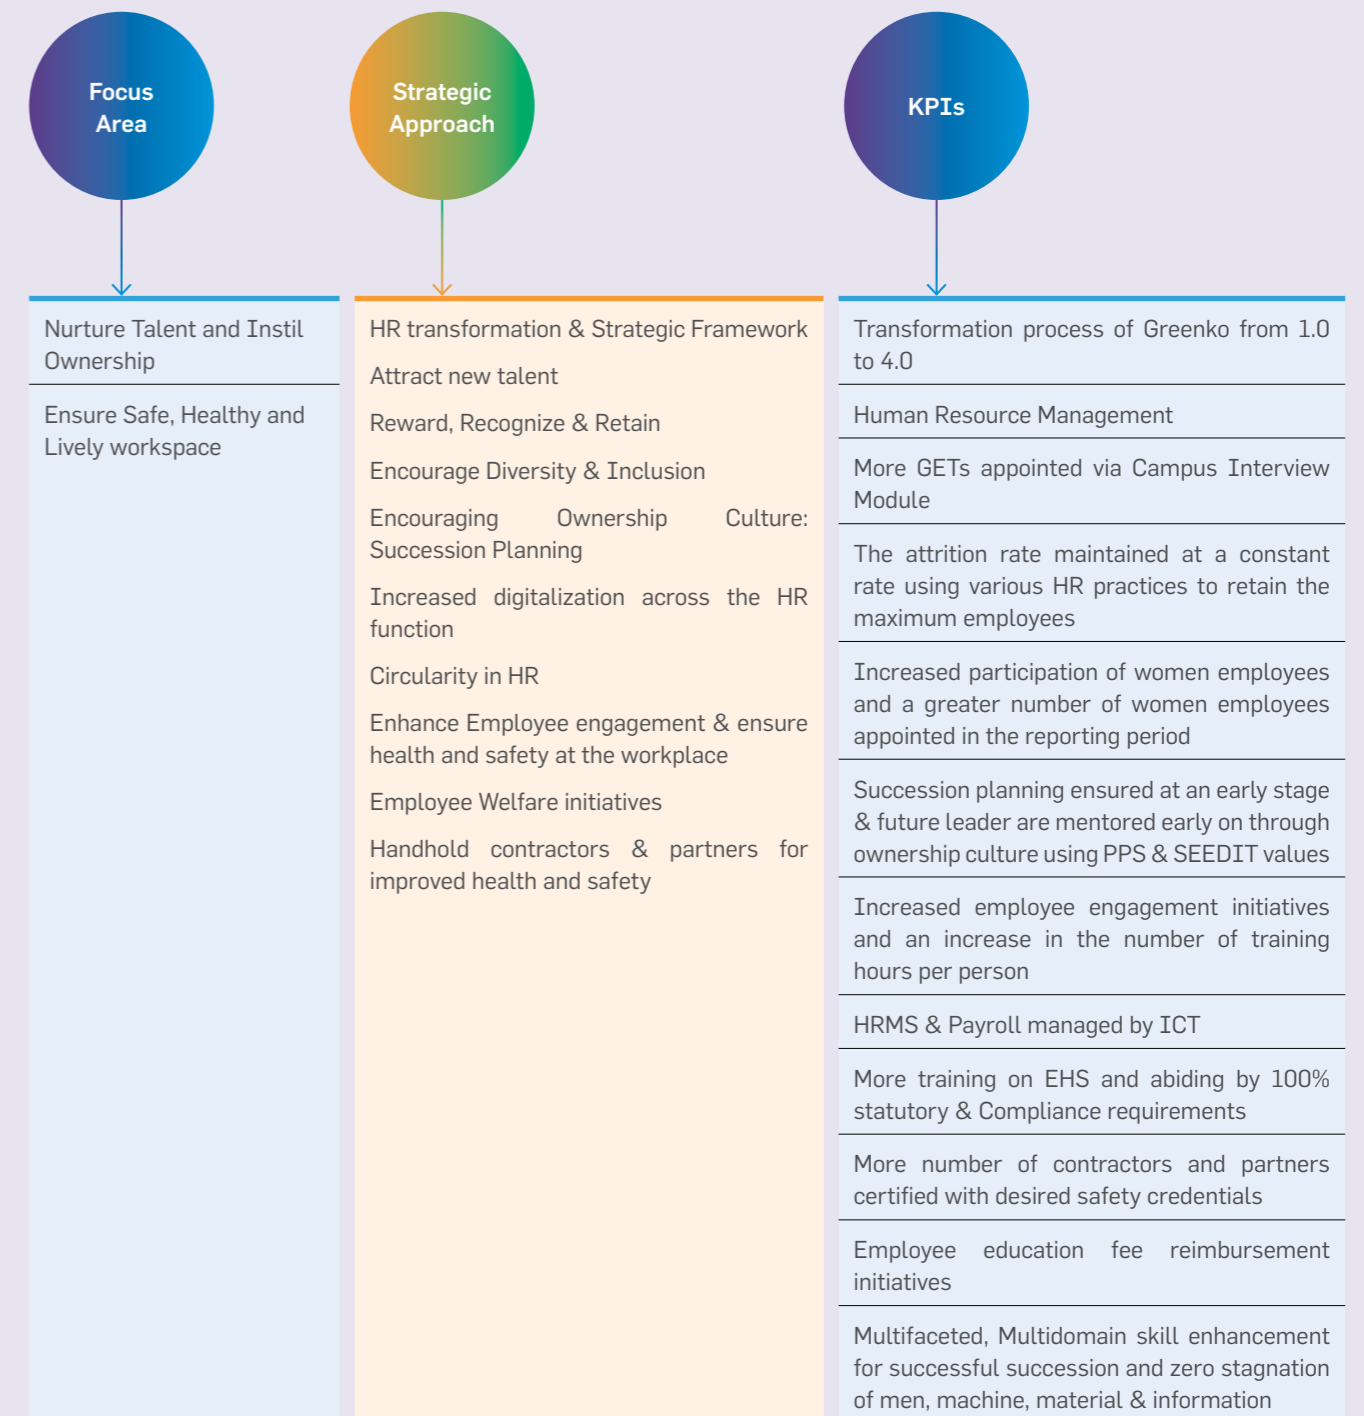 Focus
Area
Strategic
Approach
KPIs
Nurture Talent and Instil
Ownership
Ensure Safe, Healthy and
Lively workspace
HR transformation & Strategic Framework
Attract new talent
Reward, Recognize & Retain
Encourage Diversity & Inclusion
Encouraging Ownership Culture:
Succession Planning
Increased digitalization across the HR
function
Circularity in HR
Enhance Employee engagement & ensure
health and safety at the workplace
Employee Welfare initiatives
Handhold contractors & partners for
improved health and safety
Transformation process of Greenko from 1.0
to 4.0
Human Resource Management
More GETs appointed via Campus Interview
Module
The attrition rate maintained at a constant
rate using various HR practices to retain the
maximum employees
Increased participation of women employees
and a greater number of women employees
appointed in the reporting period
Succession planning ensured at an early stage
& future leader are mentored early on through
ownership culture using PPS & SEEDIT values
Increased employee engagement initiatives
and an increase in the number of training
hours per person
HRMS & Payroll managed by ICT
More training on EHS and abiding by 100%
statutory & Compliance requirements
More number of contractors and partners
certified with desired safety credentials
Employee education fee reimbursement
initiatives
Multifaceted, Multidomain skill enhancement
for successful succession and zero stagnation
of men, machine, material & information